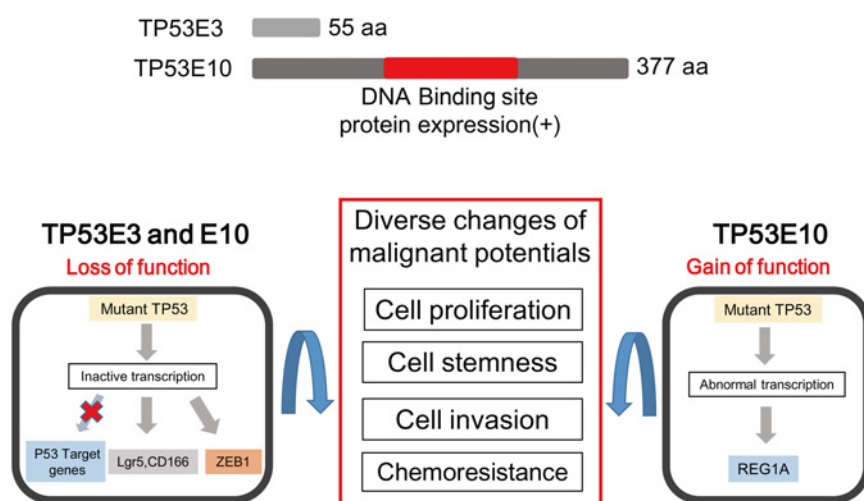 TP53E3
55 aa
TP53E10
377 aa
DNA Binding site
protein expression(+)
TP53E3 and E10
Loss of function
Mutant TP53
Inactive transcription
P53 Target
genes
Lgr5,CD166
ZEB1
Diverse changes of
malignant potentials
Cell proliferation
Cell stemness
Cell invasion
Chemoresistance
TP53E10
Gain of function
Mutant TP53
Abnormal transcription
REG1A